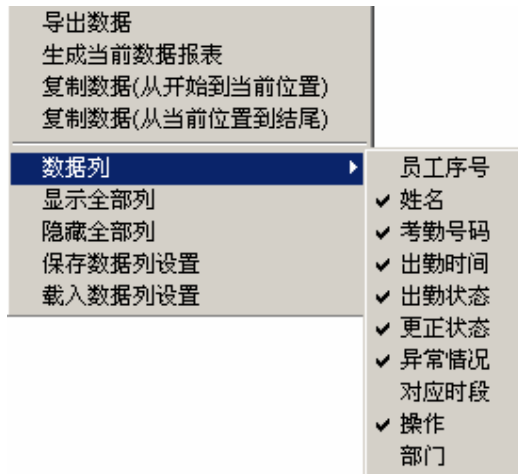 导出数据
生成当前数据报表
复制数据(从开始到当前位置)
复制数据(从当前位置到结尾)
数据列
显示全部列
隐藏全部列
保存数据列设置
载入数据列设置
员工序号
姓名
考勤号码
出勤时间
出勤状态
更正状态
异常情况
对应时段
操作
部门